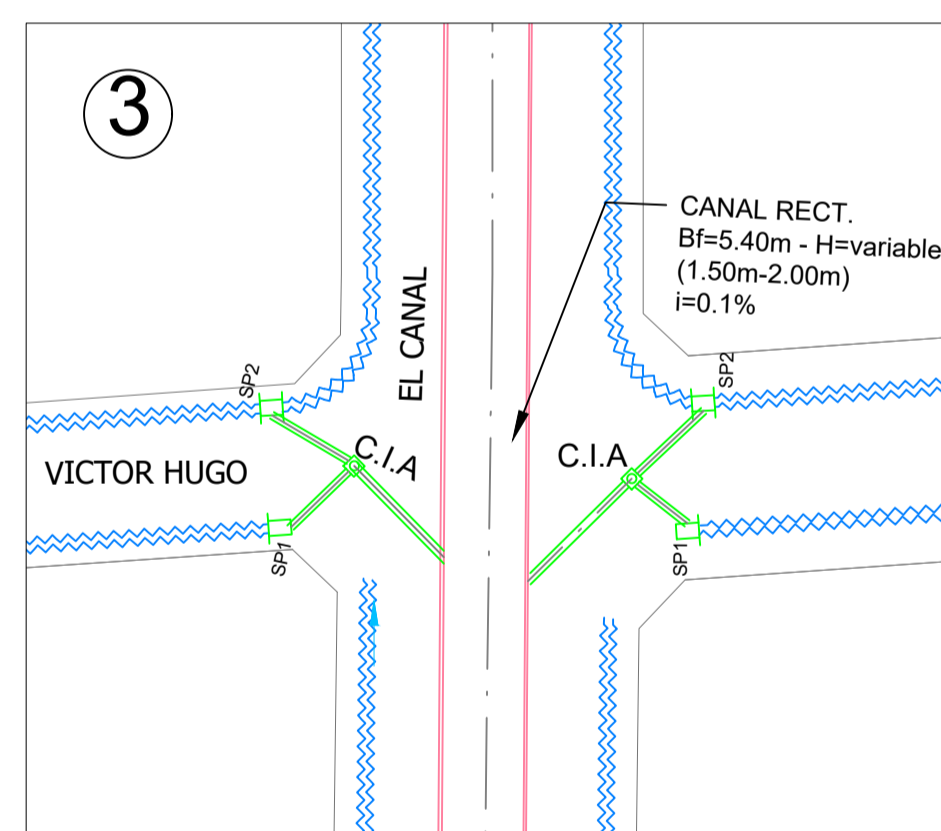 3
CANAL RECT.
Bf=5.40m - H=variable
(1.50m-2.00m)
i=0.1%
EL CANAL
SP2
SP2
C.I.A
C.I.A
VICTOR HUGO
SP1
SP1